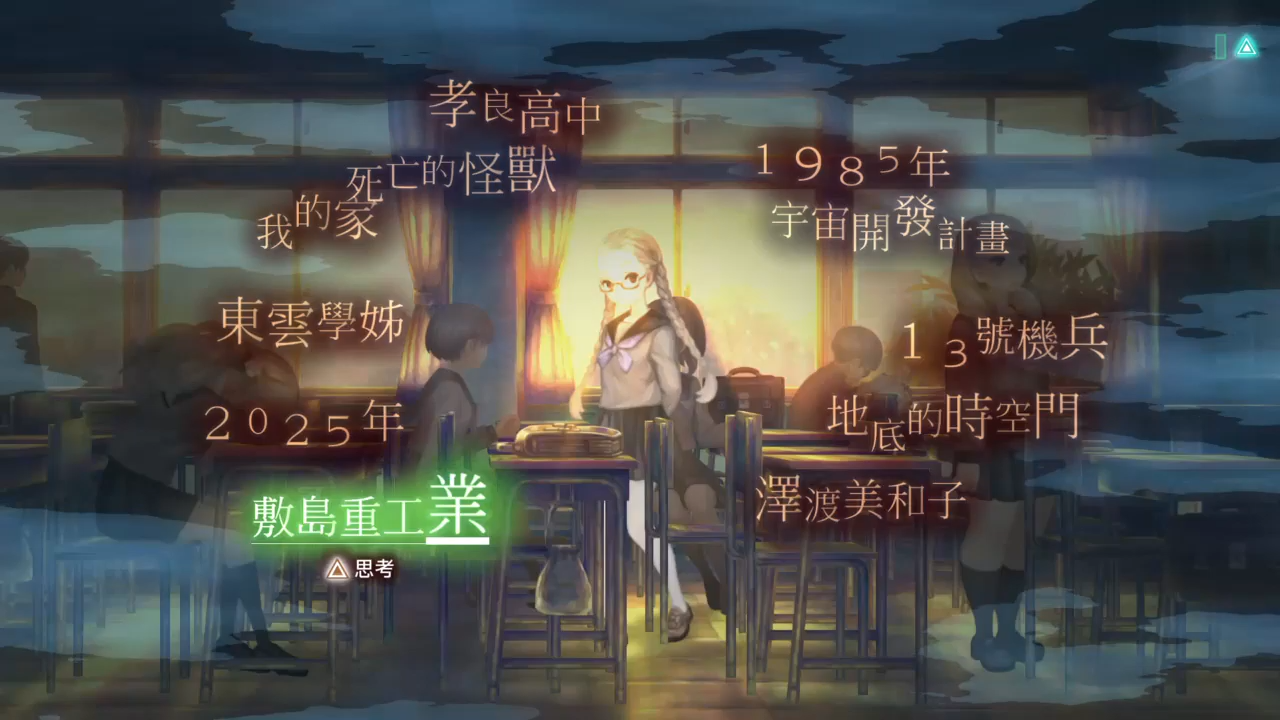 孝良高中
死亡的怪獸
我的家
東雲學姊
2025年
敷島重工業
思考
1985年
宇宙開發計畫
13號機兵
地底的時空門
澤渡美和子